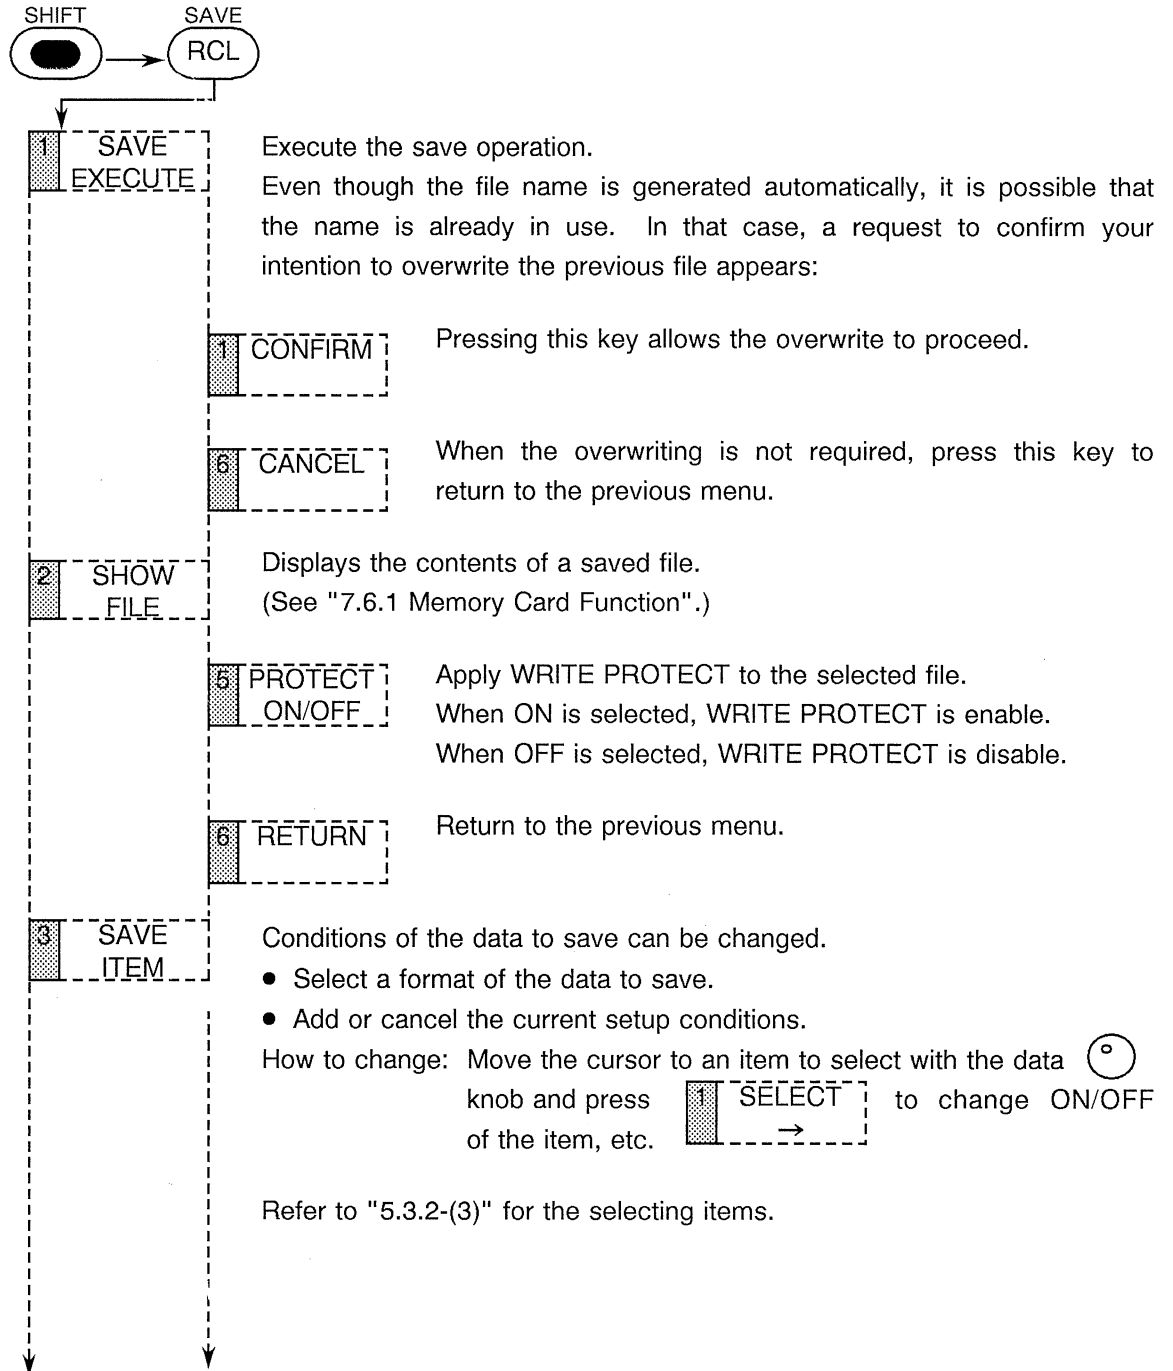 SHIFT SAVE
RCL
1 SAVE
EXECUTE
Execute the save operation.
Even though the file name is generated automatically, it is possible that
the name is already in use. In that case, a request to confirm your
intention to overwrite the previous file appears:
1 CONFIRM
Pressing this key allows the overwrite to proceed.
6 CANCEL
When the overwriting is not required, press this key to
return to the previous menu.
2 SHOW
FILE
Displays the contents of a saved file.
(See "7.6.1 Memory Card Function".)
5 PROTECT
ON/OFF
Apply WRITE PROTECT to the selected file.
When ON is selected, WRITE PROTECT is enable.
When OFF is selected, WRITE PROTECT is disable.
6 RETURN
Return to the previous menu.
3 SAVE
ITEM
Conditions of the data to save can be changed.
● Select a format of the data to save.
● Add or cancel the current setup conditions.
How to change: Move the cursor to an item to select with the data
knob and press 1 SELECT → to change ON/OFF
of the item, etc.
Refer to "5.3.2-(3)" for the selecting items.